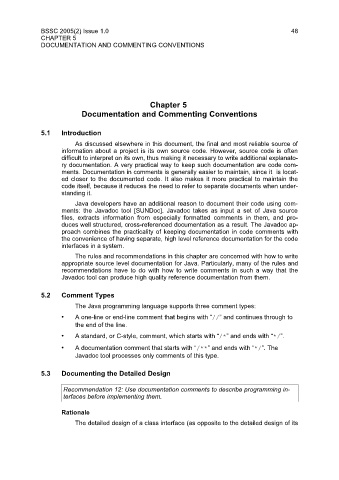 BSSC 2005(2) Issue 1.0 48
CHAPTER 5
DOCUMENTATION AND COMMENTING CONVENTIONS
Chapter 5
Documentation and Commenting Conventions
5.1 Introduction
As discussed elsewhere in this document, the final and most reliable source of
information about a project is its own source code. However, source code is often
difficult to interpret on its own, thus making it necessary to write additional explanato-
ry documentation. A very practical way to keep such documentation are code com-
ments. Documentation in comments is generally easier to maintain, since it is locat-
ed closer to the documented code. It also makes it more practical to maintain the
code itself, because it reduces the need to refer to separate documents when under-
standing it.
Java developers have an additional reason to document their code using com-
ments: the Javadoc tool [SUNDoc]. Javadoc takes as input a set of Java source
files, extracts information from especially formatted comments in them, and pro-
duces well structured, cross-referenced documentation as a result. The Javadoc ap-
proach combines the practicality of keeping documentation in code comments with
the convenience of having separate, high level reference documentation for the code
interfaces in a system.
The rules and recommendations in this chapter are concerned with how to write
appropriate source level documentation for Java. Particularly, many of the rules and
recommendations have to do with how to write comments in such a way that the
Javadoc tool can produce high quality reference documentation from them.
5.2 Comment Types
The Java programming language supports three comment types:
• A one-line or end-line comment that begins with "//" and continues through to
the end of the line.
• A standard, or C-style, comment, which starts with "/*" and ends with "*/".
• A documentation comment that starts with "/**" and ends with "*/". The
Javadoc tool processes only comments of this type.
5.3 Documenting the Detailed Design
Recommendation 12: Use documentation comments to describe programming in-
terfaces before implementing them.
Rationale
The detailed design of a class interface (as opposite to the detailed design of its